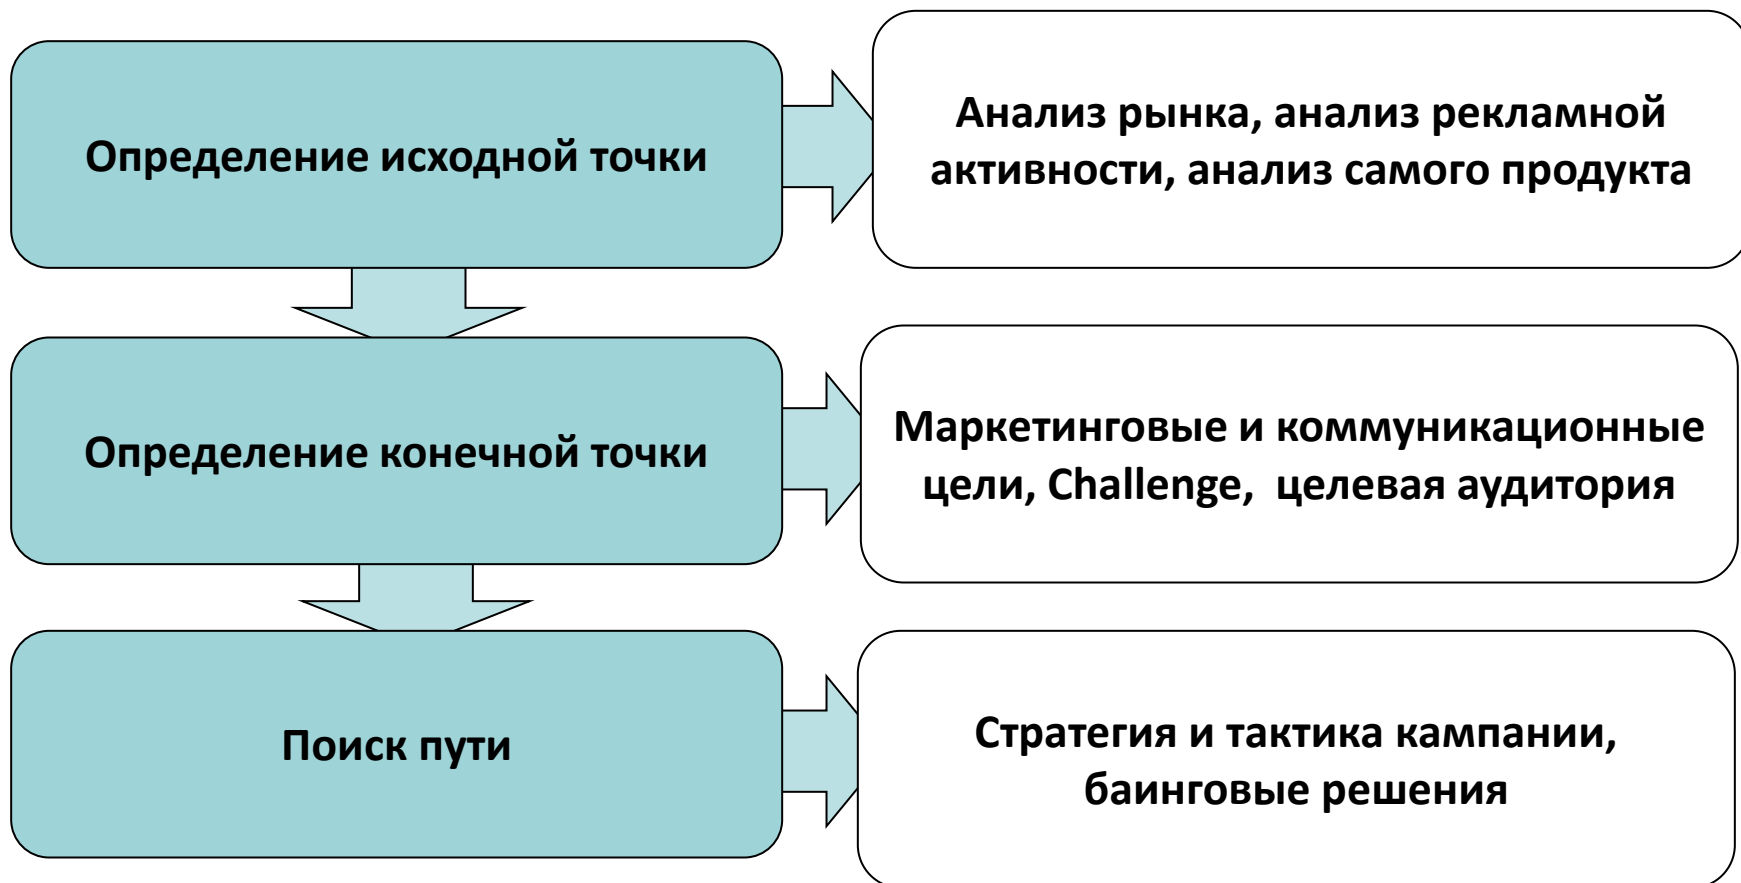 Определение исходной точки
Анализ рынка, анализ рекламной
активности, анализ самого продукта
Определение конечной точки
Маркетинговые и коммуникационные
цели, Challenge,  целевая аудитория
Поиск пути
Стратегия и тактика кампании,
баинговые решения